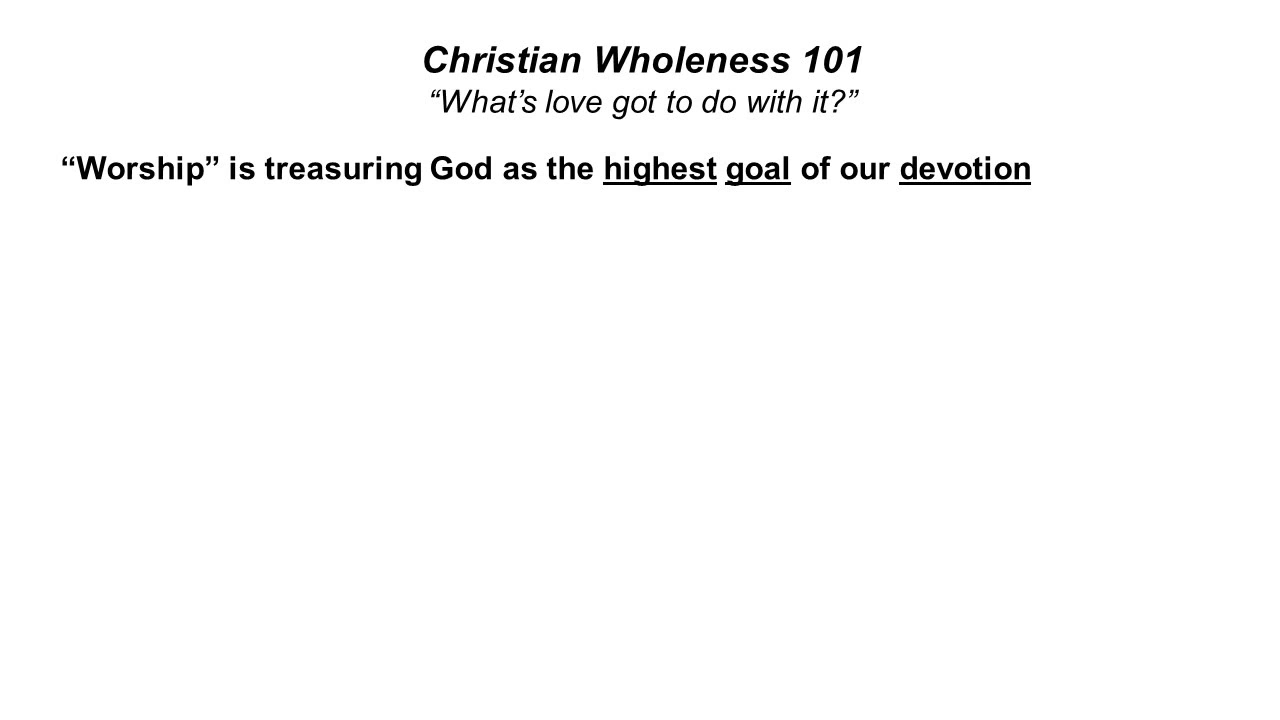 Christian Wholeness 101
“What’s love got to do with it?”
“Worship” is treasuring God as the highest goal of our devotion